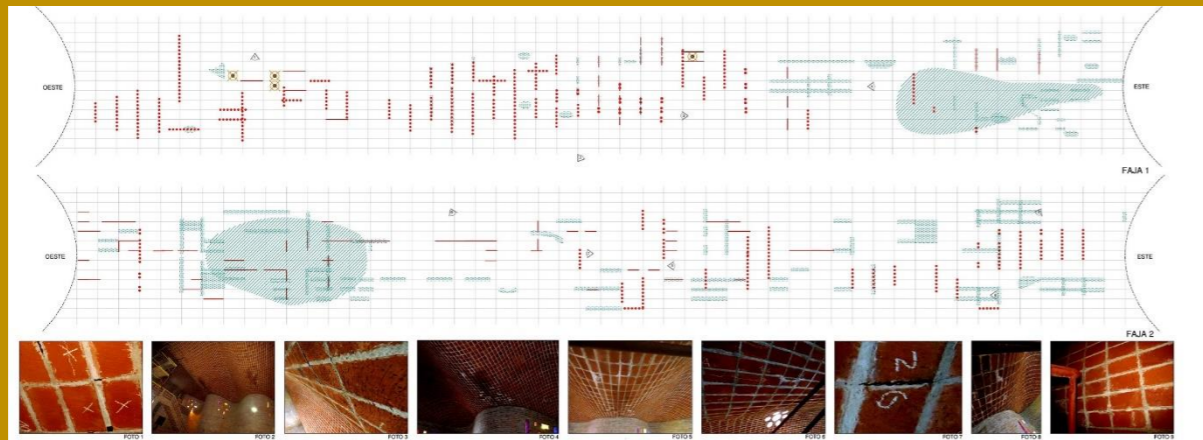 OESTE
ESTE
FAJA 1
OESTE
ESTE
FAJA 2
FOTO 1
FOTO 2
FOTO 3
FOTO 4
FOTO 5
FOTO 6
FOTO 7
FOTO 8
FOTO 9